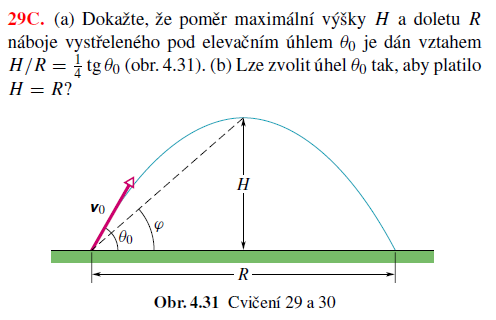 29C. (a) Dokažte, že poměr maximální výšky H a doletu R
náboje vystřeleného pod elevačním úhlem θ₀ je dán vztahem
H/R = 1/4 tg θ₀ (obr. 4.31). (b) Lze zvolit úhel θ₀ tak, aby platilo
H = R?
H
v₀
φ
θ₀
R
Obr. 4.31 Cvičení 29 a 30